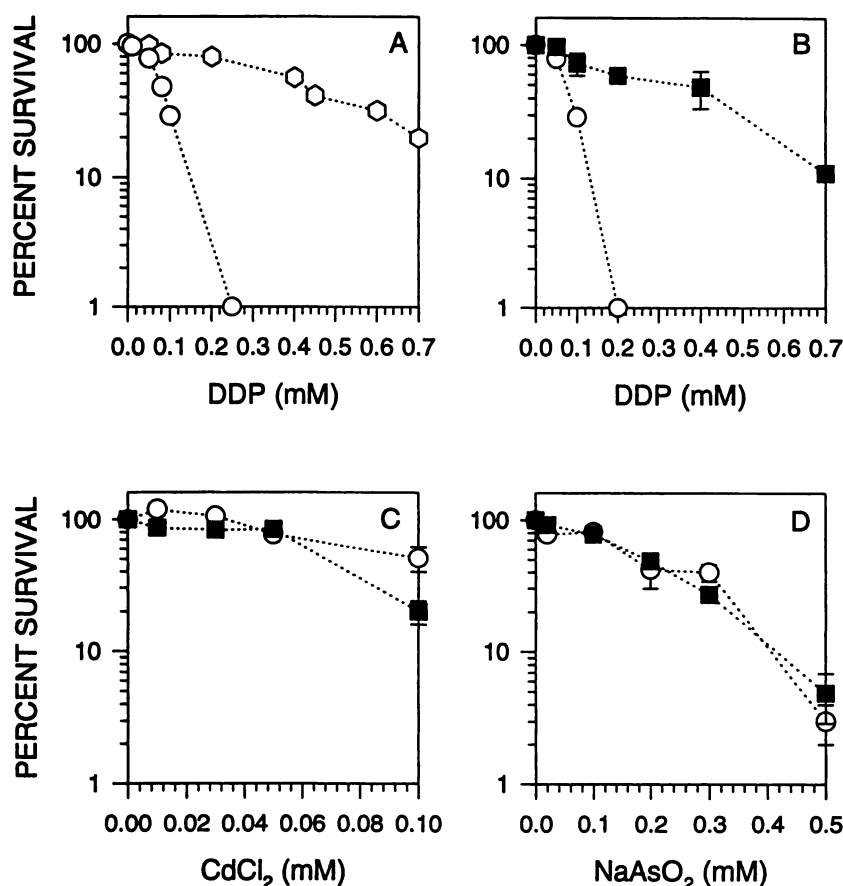 A
B
PERCENT SURVIVAL
100
10
1
100
10
1
0.0 0.1 0.2 0.3 0.4 0.5 0.6 0.7
0.0 0.1 0.2 0.3 0.4 0.5 0.6 0.7
DDP (mM)
DDP (mM)
C
D
PERCENT SURVIVAL
100
10
1
100
10
1
0.00 0.02 0.04 0.06 0.08 0.10
0.0 0.1 0.2 0.3 0.4 0.5
CdCl₂ (mM)
NaAsO₂ (mM)